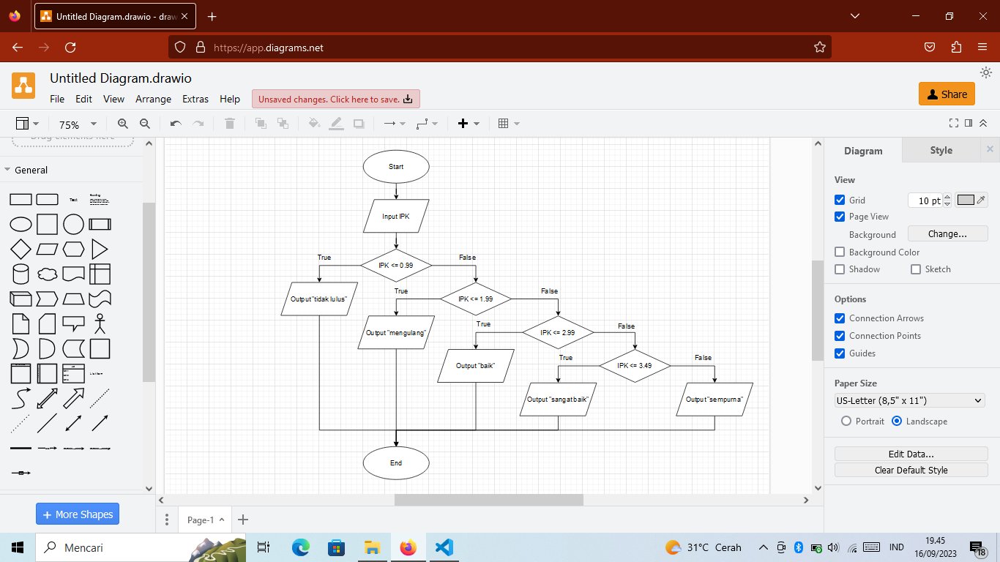 Untitled Diagram.drawio - draw
https://app.diagrams.net
Untitled Diagram.drawio
File Edit View Arrange Extras Help
Unsaved changes. Click here to save.
Share
75%
Drag elements here
General
Text
Heading
List Item
More Shapes
Start
Input IPK
True
IPK <= 0.99
False
Output "tidak lulus"
True
IPK <= 1.99
False
Output "mengulang"
True
IPK <= 2.99
False
Output "baik"
True
IPK <= 3.49
False
Output "sangat baik"
Output "sempurna"
End
Page-1
Diagram
Style
View
Grid
10 pt
Page View
Background
Change...
Background Color
Shadow
Sketch
Options
Connection Arrows
Connection Points
Guides
Paper Size
US-Letter (8,5" x 11")
Portrait
Landscape
Edit Data...
Clear Default Style
Mencari
31°C Cerah
IND
19.45
16/09/2023
18